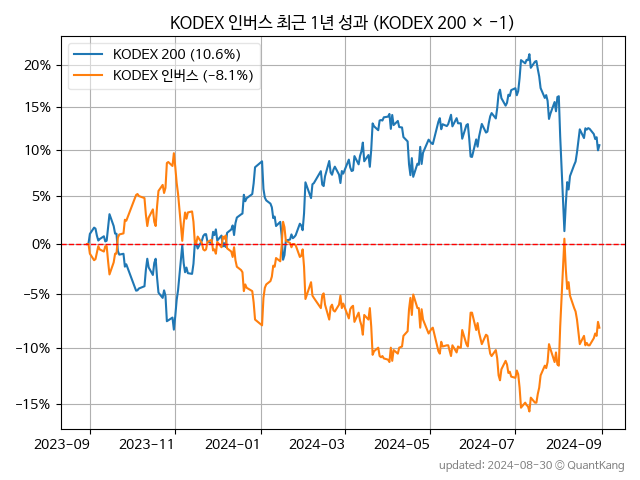 KODEX 인버스 최근 1년 성과 (KODEX 200 × -1)
KODEX 200 (10.6%)
KODEX 인버스 (-8.1%)
20%
15%
10%
5%
0%
-5%
-10%
-15%
2023-09 2023-11 2024-01 2024-03 2024-05 2024-07 2024-09
updated: 2024-08-30 © QuantKang